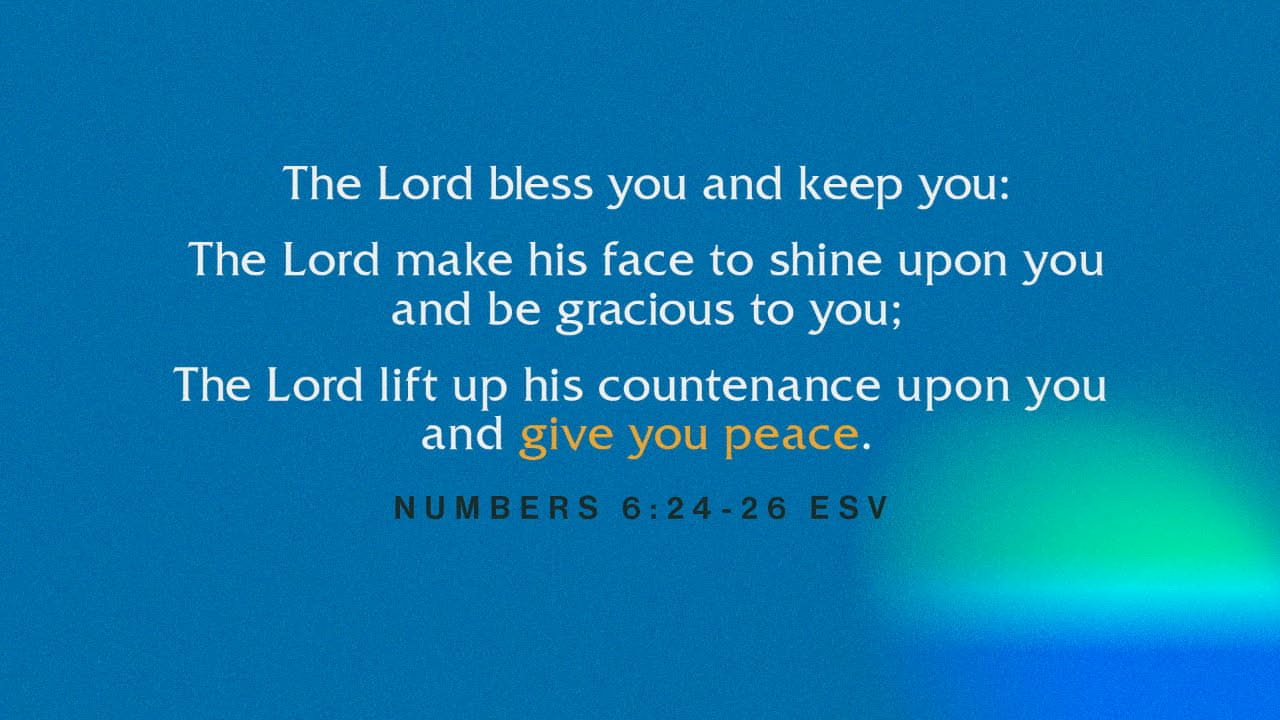 The Lord bless you and keep you:
The Lord make his face to shine upon you
and be gracious to you;
The Lord lift up his countenance upon you
and give you peace.
NUMBERS 6:24-26 ESV